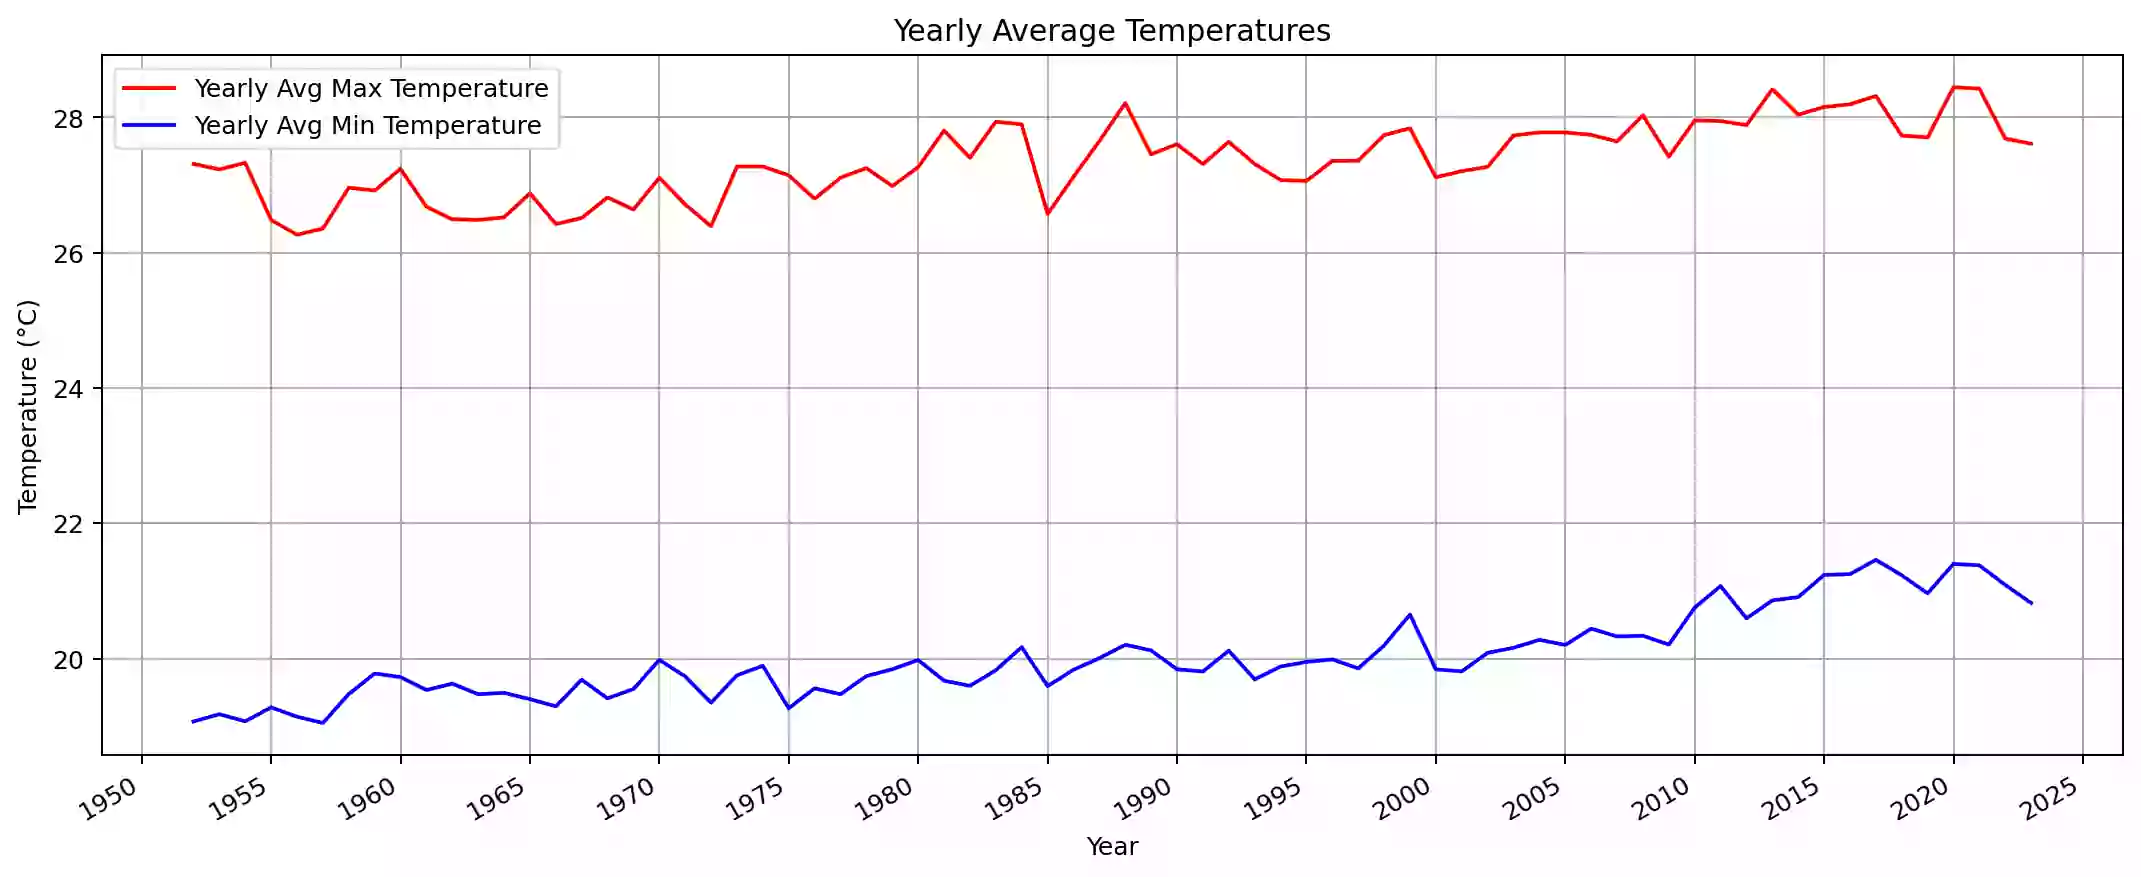 Yearly Average Temperatures
Yearly Avg Max Temperature
Yearly Avg Min Temperature
28
26
24
22
20
Temperature (°C)
1950 1955 1960 1965 1970 1975 1980 1985 1990 1995 2000 2005 2010 2015 2020 2025
Year